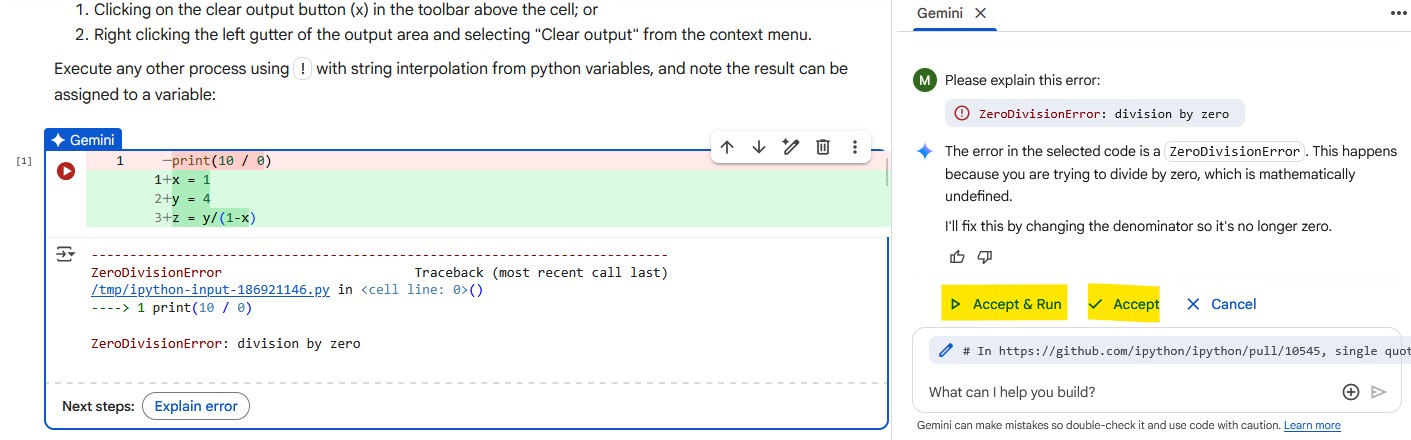 1. Clicking on the clear output button (x) in the toolbar above the cell; or
2. Right clicking the left gutter of the output area and selecting "Clear output" from the context menu.
Execute any other process using ! with string interpolation from python variables, and note the result can be
assigned to a variable:
Gemini
[1]
1 −print(10 / 0)
1+x = 1
2+y = 4
3+z = y/(1-x)
---------------------------------------------------------------------------
ZeroDivisionError Traceback (most recent call last)
/tmp/ipython-input-186921146.py in <cell line: 0>()
----> 1 print(10 / 0)
ZeroDivisionError: division by zero
Next steps: Explain error
Gemini
M Please explain this error:
ZeroDivisionError: division by zero
The error in the selected code is a ZeroDivisionError. This happens
because you are trying to divide by zero, which is mathematically
undefined.
I'll fix this by changing the denominator so it's no longer zero.
Accept & Run Accept Cancel
# In https://github.com/ipython/ipython/pull/10545, single quot
What can I help you build?
Gemini can make mistakes so double-check it and use code with caution. Learn more